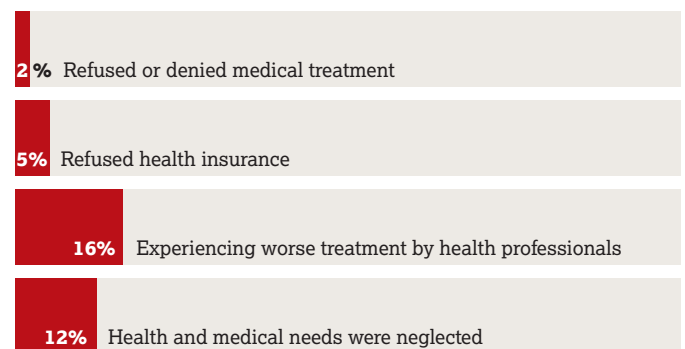 2% Refused or denied medical treatment
5% Refused health insurance
16% Experiencing worse treatment by health professionals
12% Health and medical needs were neglected